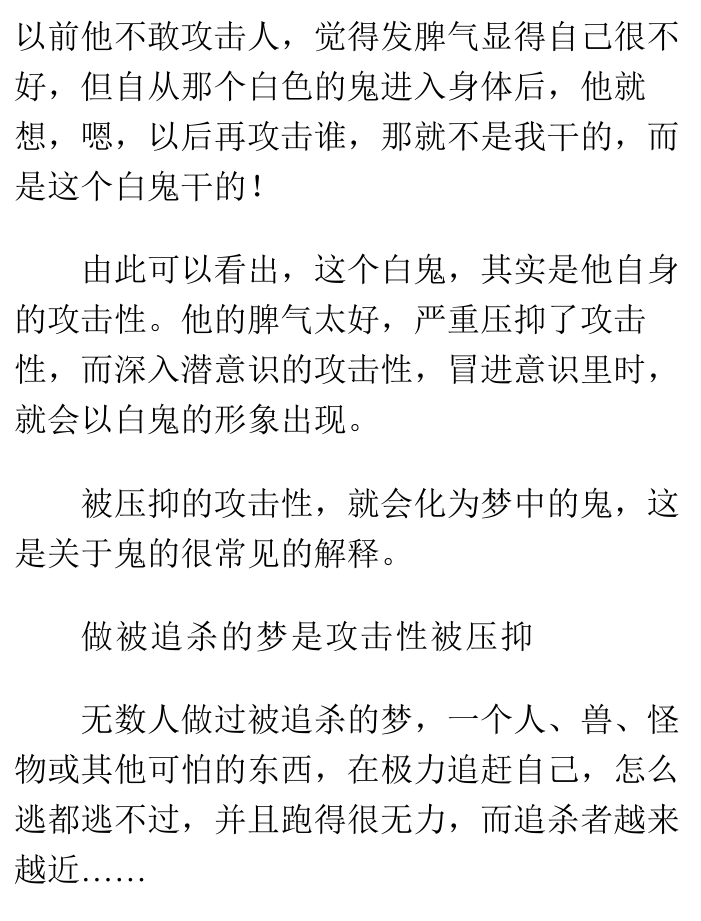 以前他不敢攻击人，觉得发脾气显得自己很不
好，但自从那个白色的鬼进入身体后，他就
想，嗯，以后再攻击谁，那就不是我干的，而
是这个白鬼干的！
由此可以看出，这个白鬼，其实是他自身
的攻击性。他的脾气太好，严重压抑了攻击
性，而深入潜意识的攻击性，冒进意识里时，
就会以白鬼的形象出现。
被压抑的攻击性，就会化为梦中的鬼，这
是关于鬼的很常见的解释。
做被追杀的梦是攻击性被压抑
无数人做过被追杀的梦，一个人、兽、怪
物或其他可怕的东西，在极力追赶自己，怎么
逃都逃不过，并且跑得很无力，而追杀者越来
越近……